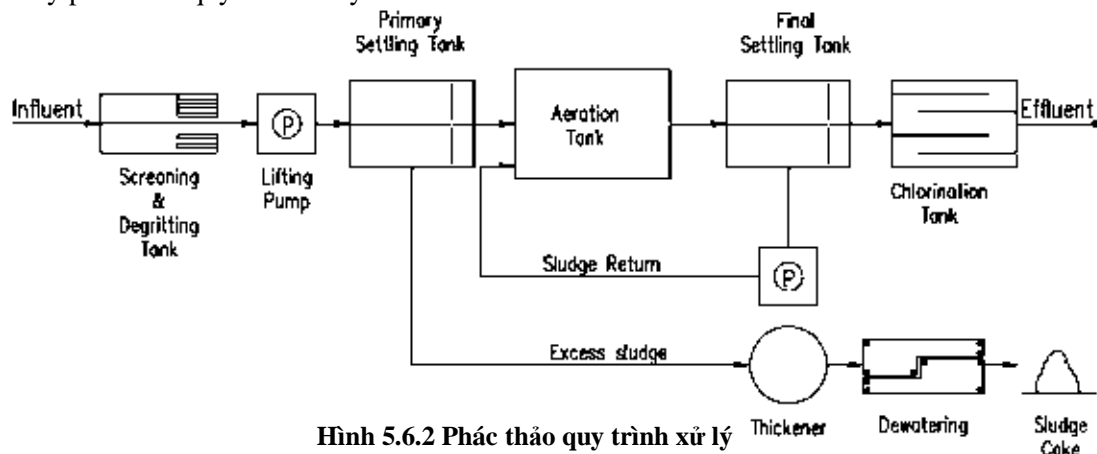 Primary
Settling Tank
Final
Settling Tank
Influent
P
Aeration
Tank
Effluent
Screening
&
Degritting
Tank
Lifting
Pump
Chlorination
Tank
Sludge Return
P
Excess sludge
Hình 5.6.2 Phác thảo quy trình xử lý
Thickener
Dewatering
Sludge
Cake